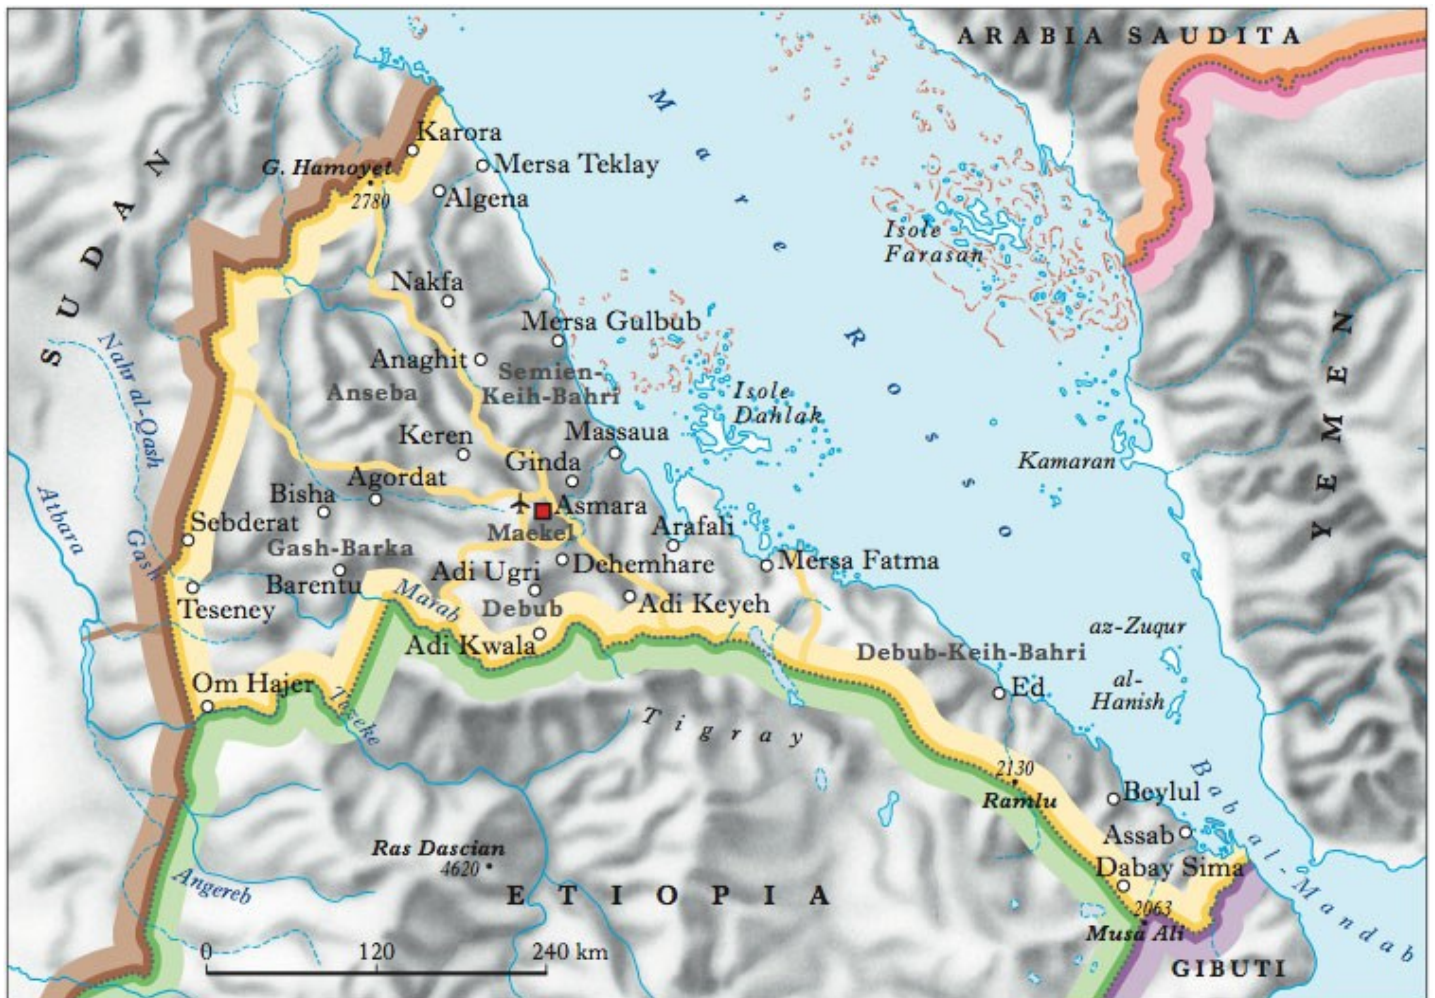 ARABIA SAUDITA
SUDAN
Mare Rosso
Karora
G. Hamoyet
2780
Mersa Teklay
Algena
Isole
Farasan
Nakfa
Mersa Gulbub
Nahr al-Qash
Anaghit
Semien-
Keih-Bahri
Anseba
Isole
Dahlak
YEMEN
Keren
Massaua
Ginda
Kamaran
Agordat
Bisha
Asmara
Atbara
Sebderat
Maekel
Arafali
Gash
Gash-Barka
Dehemhare
Mersa Fatma
Barentu
Adi Ugri
Teseney
Marab
Debub
Adi Keyeh
Adi Kwala
az-Zuqur
Debub-Keih-Bahri
al-
Hanish
Om Hajer
Ed
Tazeke
Tigray
2130
Ramlu
Beylul
Bab al-Mandab
Assab
Ras Dascian
4620
Dabay Sima
Angereb
ETIOPIA
2063
Musa Ali
0 120 240 km
GIBUTI